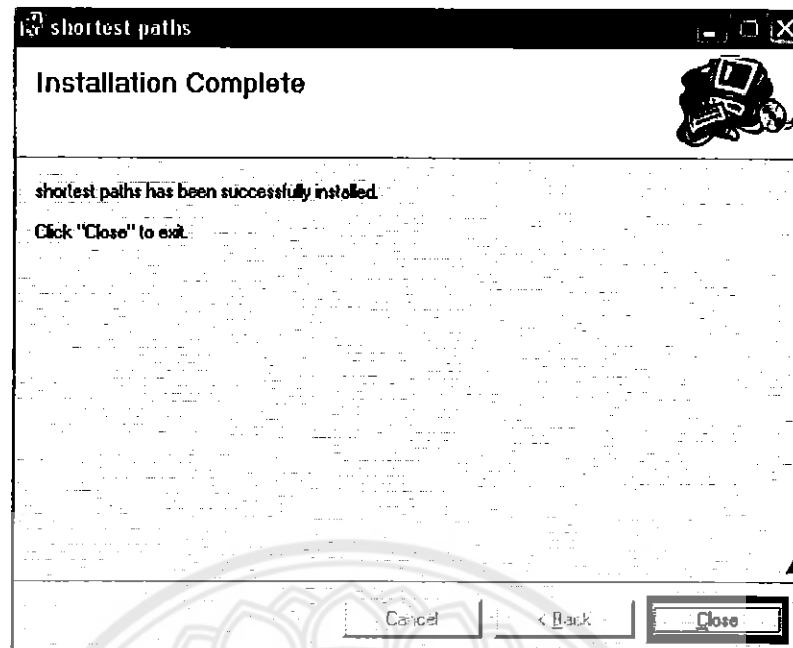 shortest paths
Installation Complete
shortest paths has been successfully installed.
Click "Close" to exit.
Cancel
< Back
Close